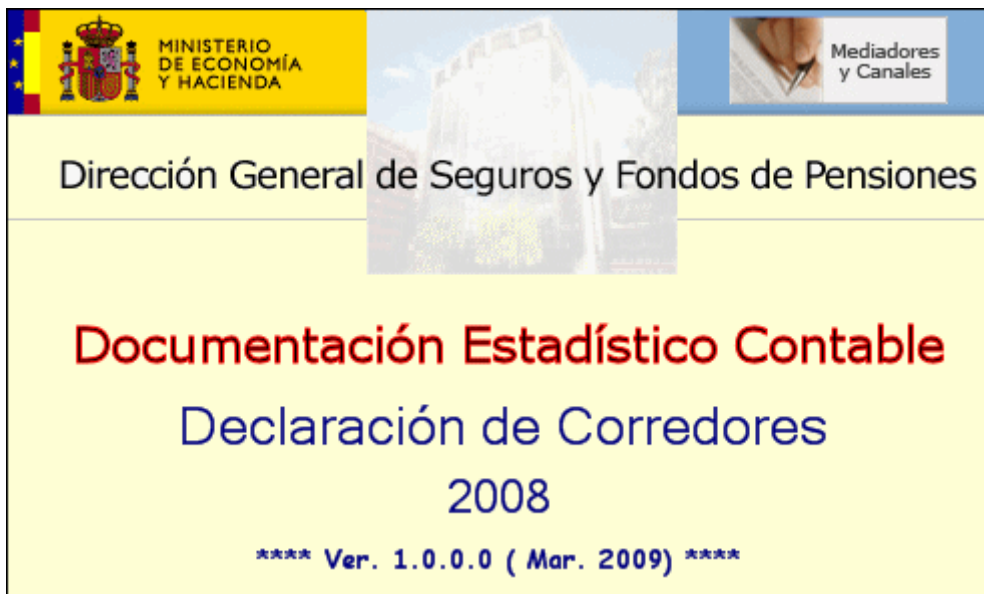 MINISTERIO
DE ECONOMÍA
Y HACIENDA
Mediadores
y Canales
Dirección General de Seguros y Fondos de Pensiones
Documentación Estadístico Contable
Declaración de Corredores
2008
**** Ver. 1.0.0.0 ( Mar. 2009) ****